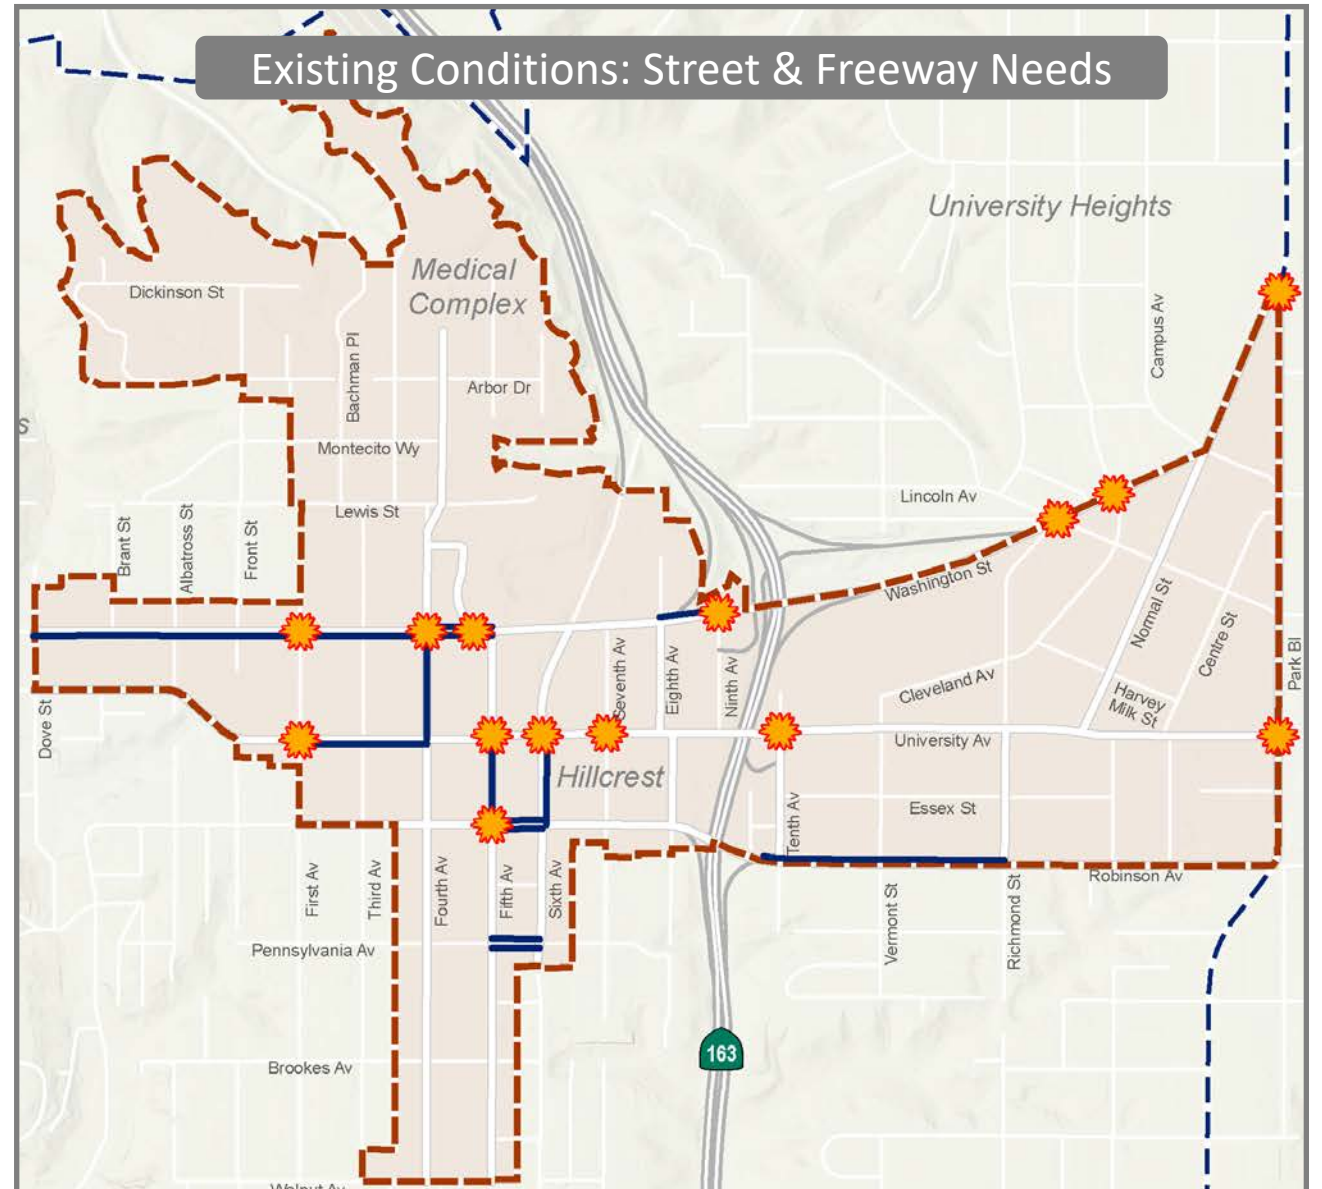 Existing Conditions: Street & Freeway Needs
University Heights
Medical
Complex
Dickinson St
Campus Av
Bachman Pl
Arbor Dr
s
Montecito Wy
Lincoln Av
Lewis St
Brant St
Albatross St
Front St
Washington St
Normal St
Centre St
Park Bl
Seventh Av
Eighth Av
Ninth Av
Cleveland Av
Harvey
Milk St
Dove St
University Av
Hillcrest
Essex St
Tenth Av
First Av
Third Av
Fourth Av
Fifth Av
Sixth Av
Robinson Av
Vermont St
Richmond St
Pennsylvania Av
163
Brookes Av
Walnut Av